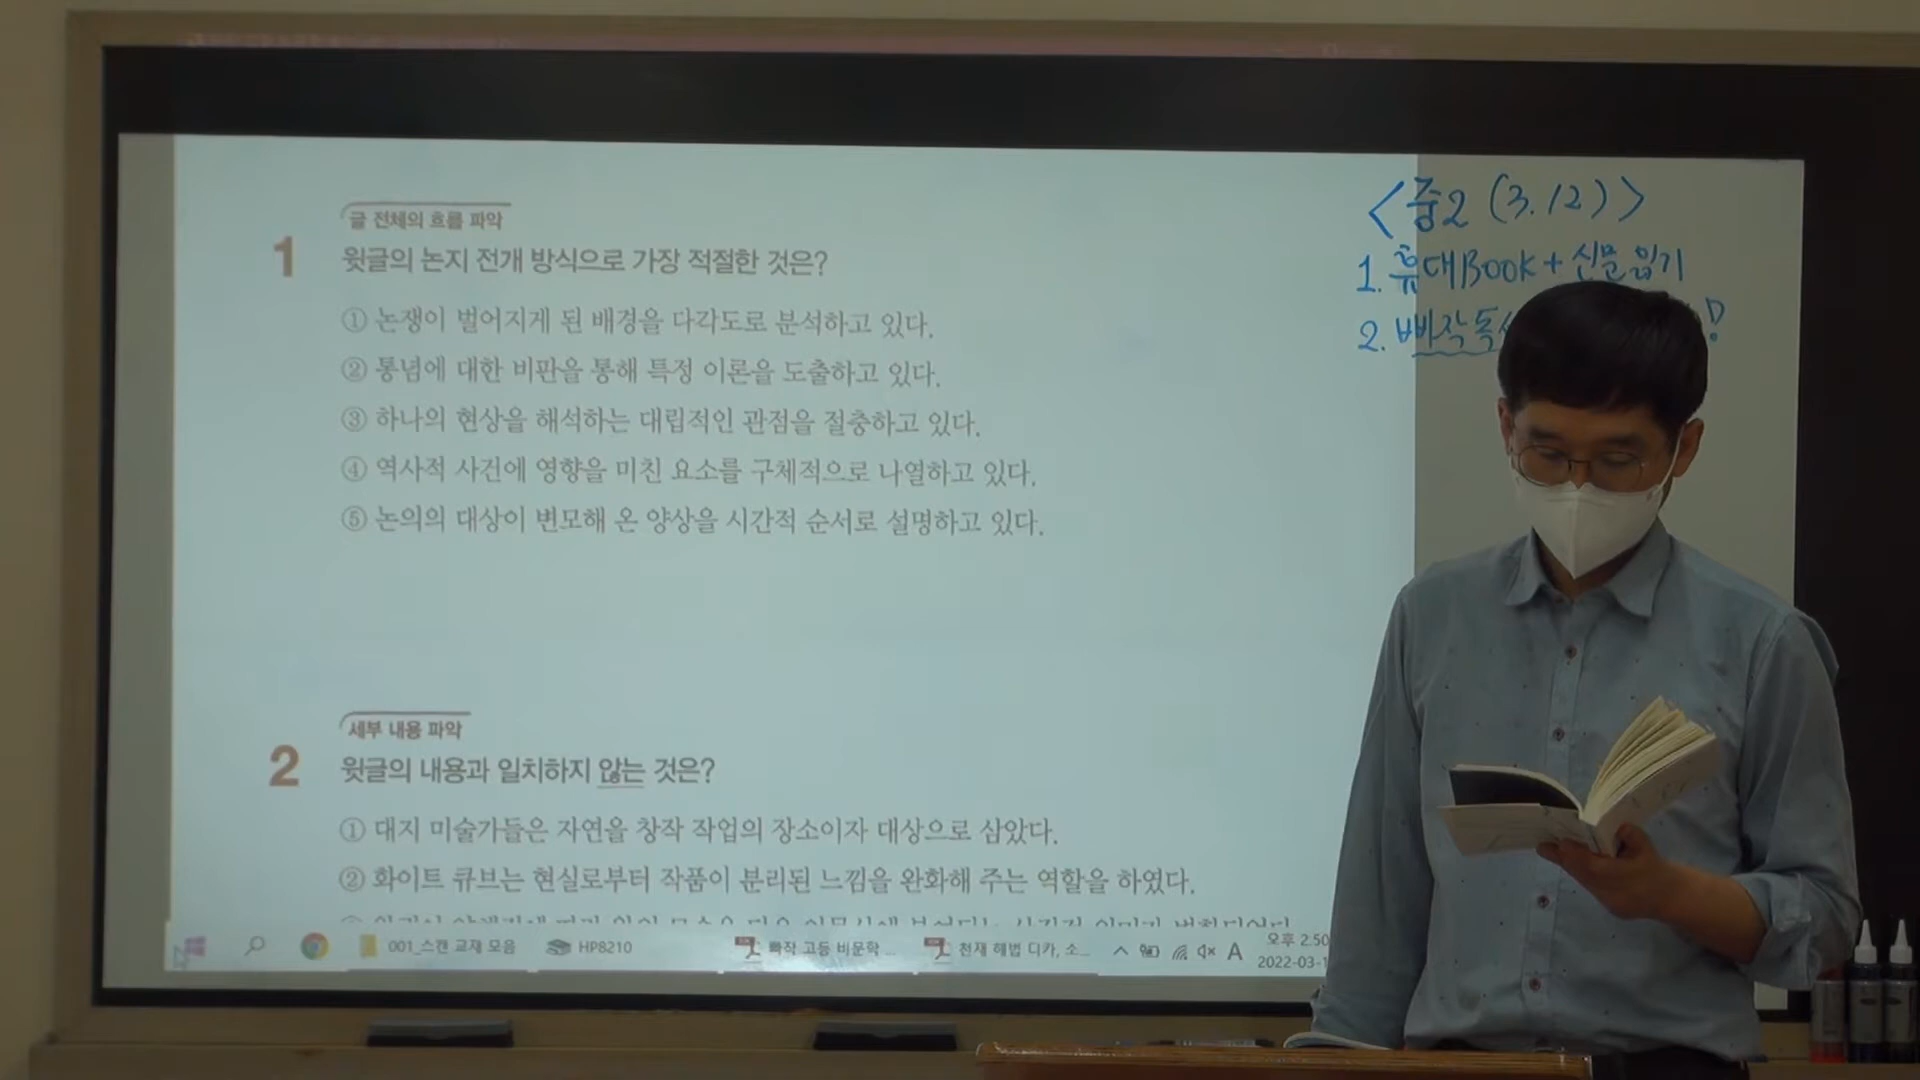 글 전체의 흐름 파악
1 윗글의 논지 전개 방식으로 가장 적절한 것은?
① 논쟁이 벌어지게 된 배경을 다각도로 분석하고 있다.
② 통념에 대한 비판을 통해 특정 이론을 도출하고 있다.
③ 하나의 현상을 해석하는 대립적인 관점을 절충하고 있다.
④ 역사적 사건에 영향을 미친 요소를 구체적으로 나열하고 있다.
⑤ 논의의 대상이 변모해 온 양상을 시간적 순서로 설명하고 있다.
세부 내용 파악
2 윗글의 내용과 일치하지 않는 것은?
① 대지 미술가들은 자연을 창작 작업의 장소이자 대상으로 삼았다.
② 화이트 큐브는 현실로부터 작품이 분리된 느낌을 완화해 주는 역할을 하였다.
001_스캔 교재 모음 HP8210 빠작 고등 비문학 ... 천재 해법 디카, 소... A 오후 2:50
2022-03-1
<중2 (3.12)>
1. 휴대BOOK + 신문 읽기
2. 빠작 독